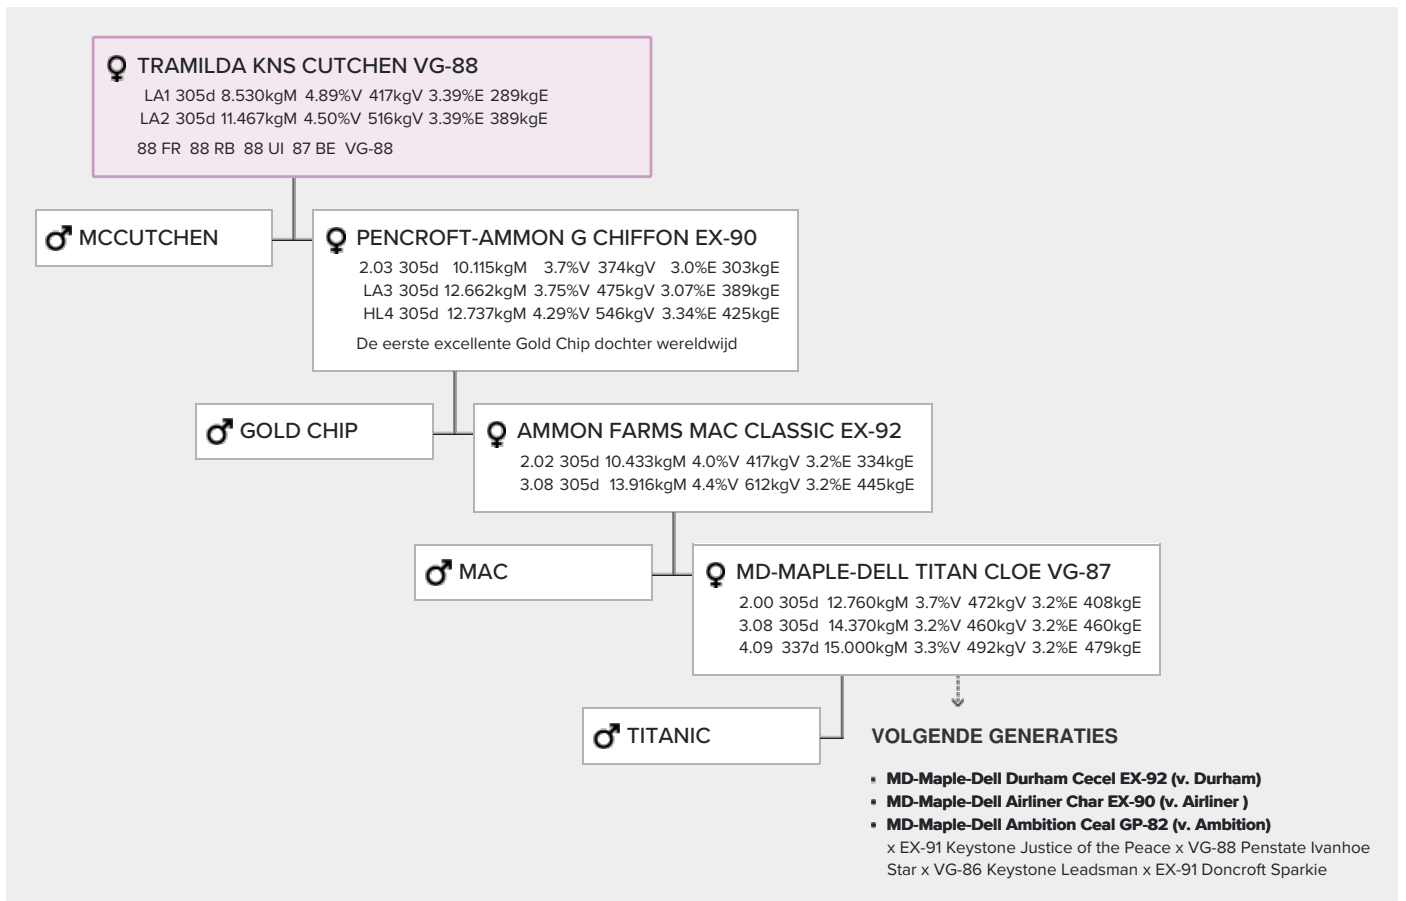 TRAMILDA KNS CUTCHEN VG-88
LA1 305d 8.530kgM 4.89%V 417kgV 3.39%E 289kgE
LA2 305d 11.467kgM 4.50%V 516kgV 3.39%E 389kgE
88 FR 88 RB 88 UI 87 BE VG-88
MCCUTCHEN
PENCROFT-AMMON G CHIFFON EX-90
2.03 305d 10.115kgM 3.7%V 374kgV 3.0%E 303kgE
LA3 305d 12.662kgM 3.75%V 475kgV 3.07%E 389kgE
HL4 305d 12.737kgM 4.29%V 546kgV 3.34%E 425kgE
De eerste excellente Gold Chip dochter wereldwijd
GOLD CHIP
AMMON FARMS MAC CLASSIC EX-92
2.02 305d 10.433kgM 4.0%V 417kgV 3.2%E 334kgE
3.08 305d 13.916kgM 4.4%V 612kgV 3.2%E 445kgE
MAC
MD-MAPLE-DELL TITAN CLOE VG-87
2.00 305d 12.760kgM 3.7%V 472kgV 3.2%E 408kgE
3.08 305d 14.370kgM 3.2%V 460kgV 3.2%E 460kgE
4.09 337d 15.000kgM 3.3%V 492kgV 3.2%E 479kgE
TITANIC
VOLGENDE GENERATIES
▪ MD-Maple-Dell Durham Cecel EX-92 (v. Durham)
▪ MD-Maple-Dell Airliner Char EX-90 (v. Airliner )
▪ MD-Maple-Dell Ambition Ceal GP-82 (v. Ambition)
x EX-91 Keystone Justice of the Peace x VG-88 Penstate Ivanhoe
Star x VG-86 Keystone Leadsman x EX-91 Doncroft Sparkie